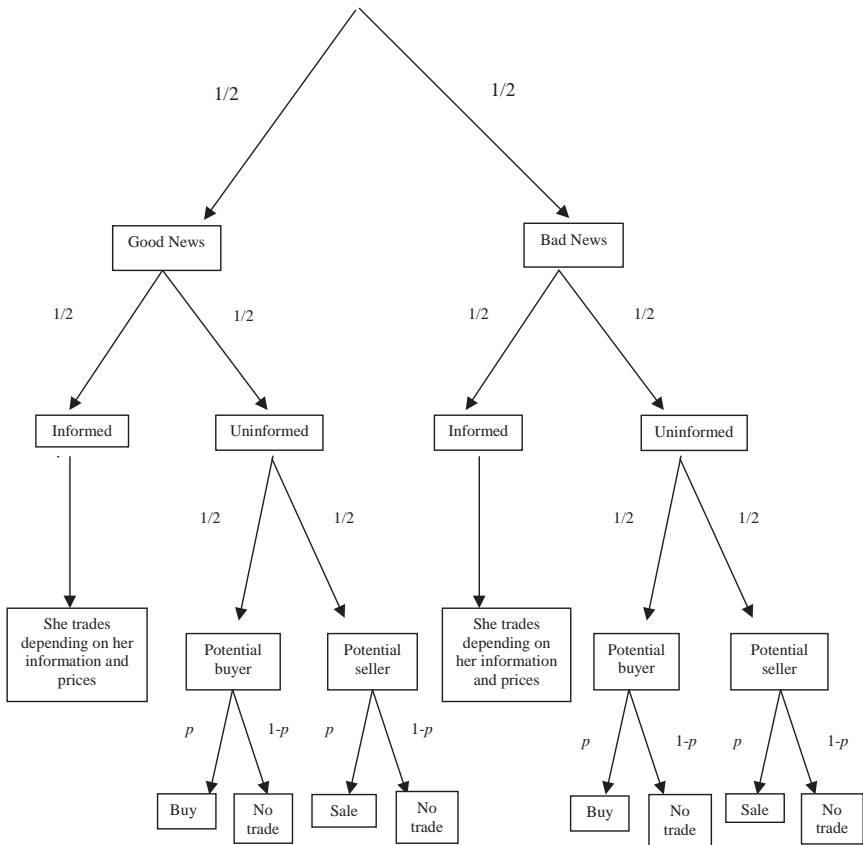 1/2
1/2
Good News
Bad News
1/2
1/2
1/2
1/2
Informed
Uninformed
Informed
Uninformed
1/2
1/2
1/2
1/2
She trades
depending on her
information and
prices
Potential
buyer
Potential
seller
She trades
depending on
her information
and prices
Potential
buyer
Potential
seller
p
1-p
p
1-p
p
1-p
p
1-p
Buy
No
trade
Sale
No
trade
Buy
No
trade
Sale
No
trade